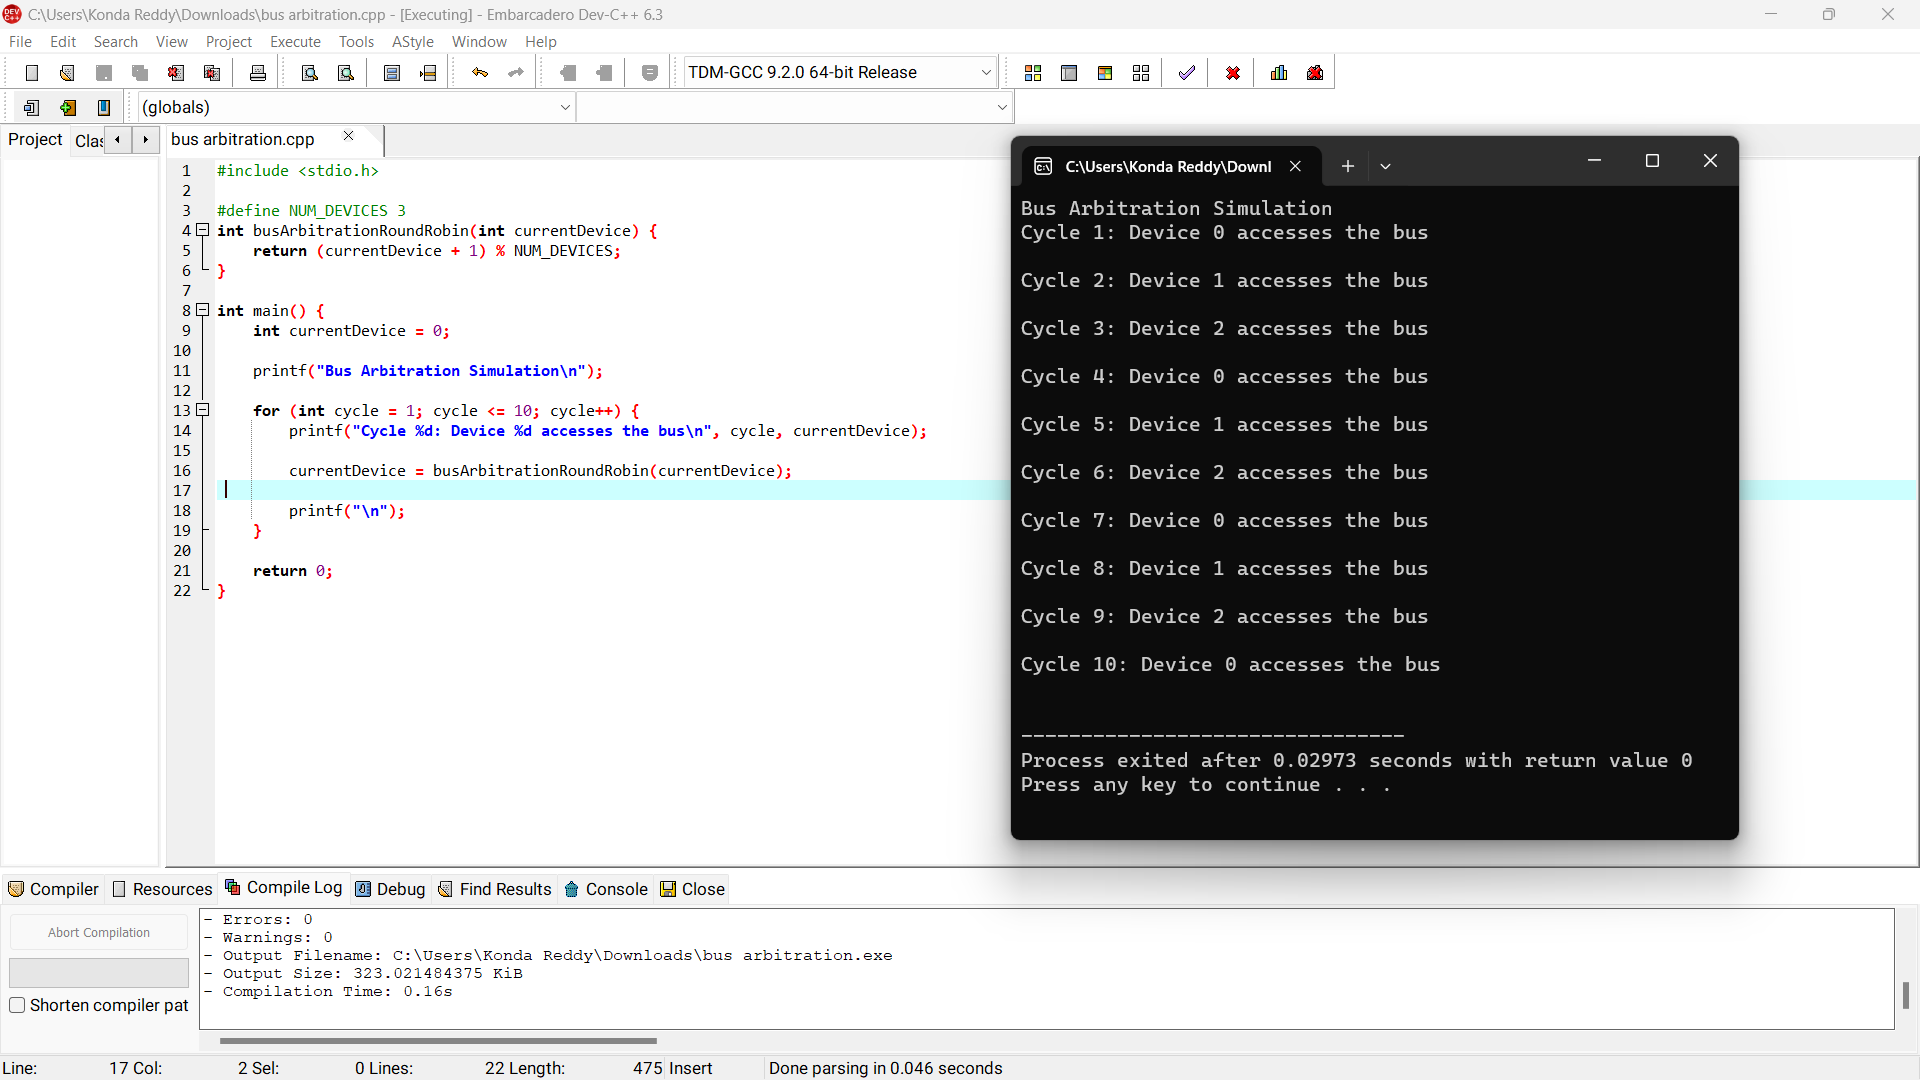 C:\Users\Konda Reddy\Downloads\bus arbitration.cpp - [Executing] - Embarcadero Dev-C++ 6.3
File Edit Search View Project Execute Tools AStyle Window Help
TDM-GCC 9.2.0 64-bit Release
(globals)
Project Clas
bus arbitration.cpp
1 #include <stdio.h>
2
3 #define NUM_DEVICES 3
4 int busArbitrationRoundRobin(int currentDevice) {
5 return (currentDevice + 1) % NUM_DEVICES;
6 }
7
8 int main() {
9 int currentDevice = 0;
10
11 printf("Bus Arbitration Simulation\n");
12
13 for (int cycle = 1; cycle <= 10; cycle++) {
14 printf("Cycle %d: Device %d accesses the bus\n", cycle, currentDevice);
15
16 currentDevice = busArbitrationRoundRobin(currentDevice);
17
18 printf("\n");
19 }
20
21 return 0;
22 }
C:\Users\Konda Reddy\Downl
Bus Arbitration Simulation
Cycle 1: Device 0 accesses the bus
Cycle 2: Device 1 accesses the bus
Cycle 3: Device 2 accesses the bus
Cycle 4: Device 0 accesses the bus
Cycle 5: Device 1 accesses the bus
Cycle 6: Device 2 accesses the bus
Cycle 7: Device 0 accesses the bus
Cycle 8: Device 1 accesses the bus
Cycle 9: Device 2 accesses the bus
Cycle 10: Device 0 accesses the bus
--------------------------------
Process exited after 0.02973 seconds with return value 0
Press any key to continue . . .
Compiler Resources Compile Log Debug Find Results Console Close
Abort Compilation
Shorten compiler pat
- Errors: 0
- Warnings: 0
- Output Filename: C:\Users\Konda Reddy\Downloads\bus arbitration.exe
- Output Size: 323.021484375 KiB
- Compilation Time: 0.16s
Line: 17 Col: 2 Sel: 0 Lines: 22 Length: 475 Insert Done parsing in 0.046 seconds